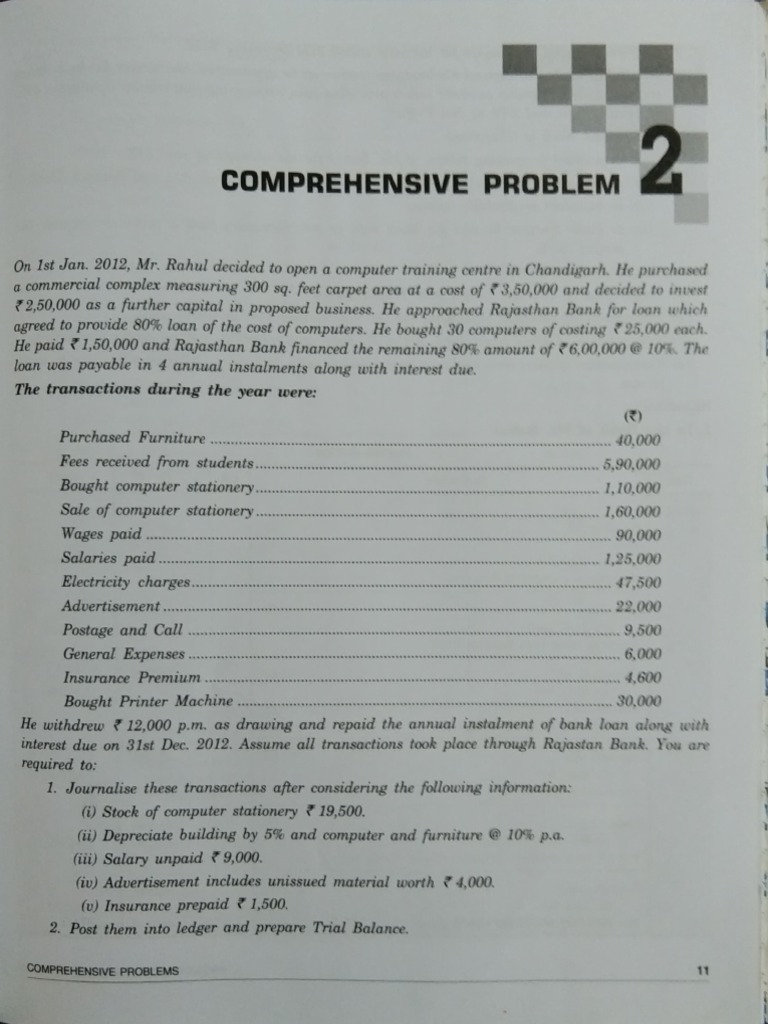 COMPREHENSIVE PROBLEM 2
On 1st Jan. 2012, Mr. Rahul decided to open a computer training centre in Chandigarh. He purchased
a commercial complex measuring 300 sq. feet carpet area at a cost of ₹ 3,50,000 and decided to invest
₹ 2,50,000 as a further capital in proposed business. He approached Rajasthan Bank for loan which
agreed to provide 80% loan of the cost of computers. He bought 30 computers of costing ₹ 25,000 each.
He paid ₹ 1,50,000 and Rajasthan Bank financed the remaining 80% amount of ₹ 6,00,000 @ 10%. The
loan was payable in 4 annual instalments along with interest due.
The transactions during the year were:
(₹)
Purchased Furniture ........ 40,000
Fees received from students ........ 5,90,000
Bought computer stationery ........ 1,10,000
Sale of computer stationery ........ 1,60,000
Wages paid ........ 90,000
Salaries paid ........ 1,25,000
Electricity charges ........ 47,500
Advertisement ........ 22,000
Postage and Call ........ 9,500
General Expenses ........ 6,000
Insurance Premium ........ 4,600
Bought Printer Machine ........ 30,000
He withdrew ₹ 12,000 p.m. as drawing and repaid the annual instalment of bank loan along with
interest due on 31st Dec. 2012. Assume all transactions took place through Rajastan Bank. You are
required to:
1. Journalise these transactions after considering the following information:
(i) Stock of computer stationery ₹ 19,500.
(ii) Depreciate building by 5% and computer and furniture @ 10% p.a.
(iii) Salary unpaid ₹ 9,000.
(iv) Advertisement includes unissued material worth ₹ 4,000.
(v) Insurance prepaid ₹ 1,500.
2. Post them into ledger and prepare Trial Balance.
COMPREHENSIVE PROBLEMS 11